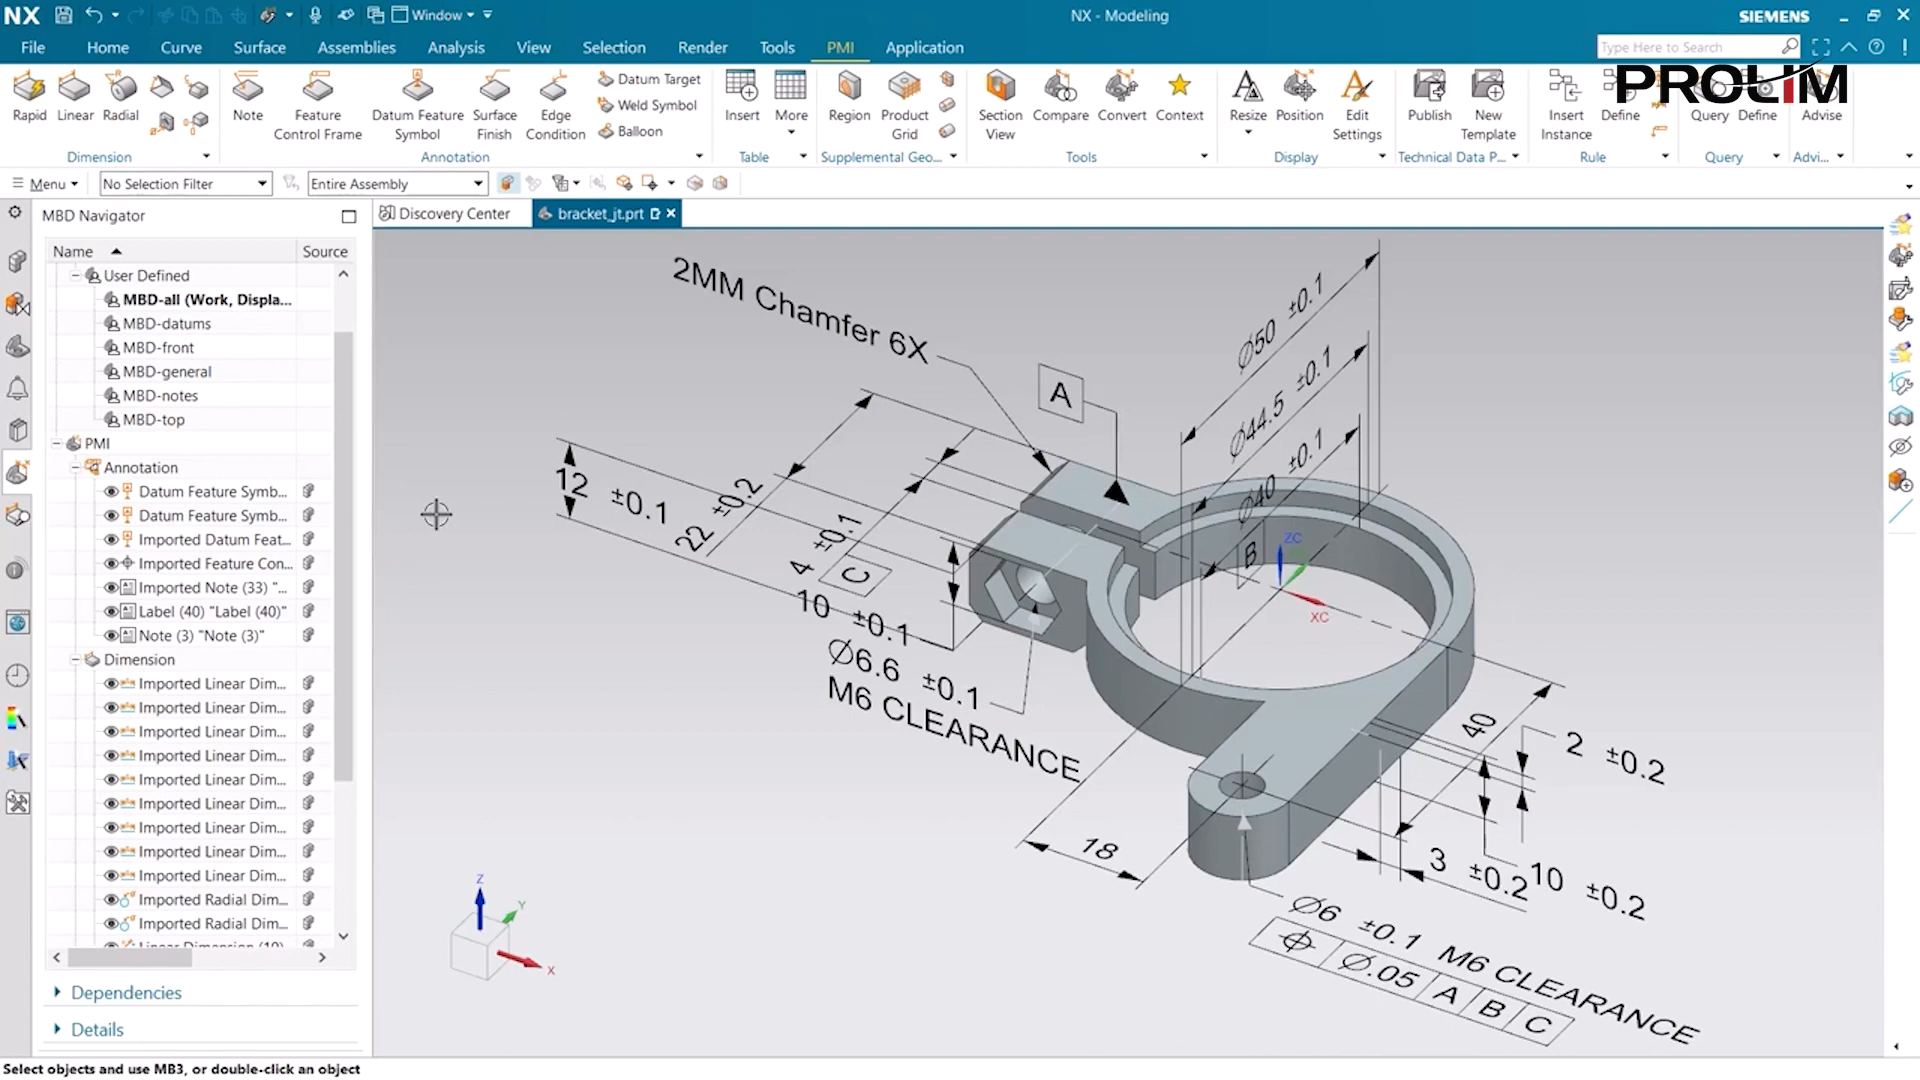 NX
Window
NX - Modeling
SIEMENS
File Home Curve Surface Assemblies Analysis View Selection Render Tools PMI Application
Type Here to Search
PROLIM
Rapid Linear Radial
Dimension
Note
Feature Control Frame
Datum Feature Symbol
Surface Finish
Edge Condition
Datum Target
Weld Symbol
Balloon
Annotation
Insert More
Table
Region
Product Grid
Supplemental Geo...
Section View
Compare Convert Context
Tools
Resize Position
Edit Settings
Display
Publish
New Template
Technical Data P...
Insert Instance
Define
Rule
Query Define
Query
Advise
Advi...
Menu
No Selection Filter
Entire Assembly
MBD Navigator
Discovery Center
bracket_jt.prt
Name Source
User Defined
MBD-all (Work, Displa...
MBD-datums
MBD-front
MBD-general
MBD-notes
MBD-top
PMI
Annotation
Datum Feature Symb...
Datum Feature Symb...
Imported Datum Feat...
Imported Feature Con...
Imported Note (33) "...
Label (40) "Label (40)"
Note (3) "Note (3)"
Dimension
Imported Linear Dim...
Imported Linear Dim...
Imported Linear Dim...
Imported Linear Dim...
Imported Linear Dim...
Imported Linear Dim...
Imported Linear Dim...
Imported Linear Dim...
Imported Linear Dim...
Imported Radial Dim...
Imported Radial Dim...
Linear Dimension (19)
Dependencies
Details
2MM Chamfer 6X
A
Ø50 ±0.1
Ø44.5 ±0.1
Ø40 ±0.1
B
12 ±0.1
22 ±0.2
4 ±0.1
C
10 ±0.1
Ø6.6 ±0.1
M6 CLEARANCE
ZC
XC
40
2 ±0.2
18
3 ±0.2
10 ±0.2
Ø6 ±0.1 M6 CLEARANCE
⌖ Ø.05 A B C
Z
Y
X
Select objects and use MB3, or double-click an object